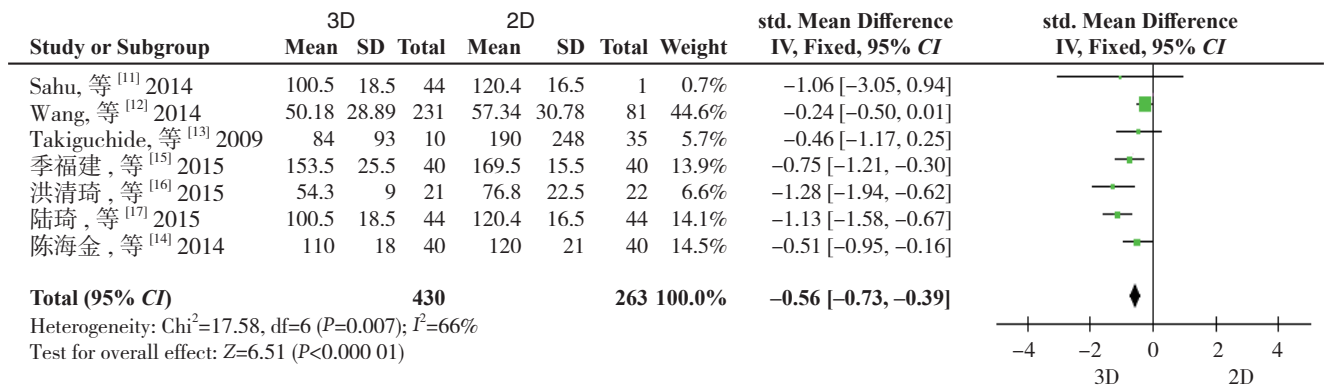 3D 2D std. Mean Difference std. Mean Difference
Study or Subgroup Mean SD Total Mean SD Total Weight IV, Fixed, 95% CI IV, Fixed, 95% CI
Sahu, 等 [11] 2014 100.5 18.5 44 120.4 16.5 1 0.7% −1.06 [−3.05, 0.94]
Wang, 等 [12] 2014 50.18 28.89 231 57.34 30.78 81 44.6% −0.24 [−0.50, 0.01]
Takiguchide, 等 [13] 2009 84 93 10 190 248 35 5.7% −0.46 [−1.17, 0.25]
季福建 , 等 [15] 2015 153.5 25.5 40 169.5 15.5 40 13.9% −0.75 [−1.21, −0.30]
洪清琦 , 等 [16] 2015 54.3 9 21 76.8 22.5 22 6.6% −1.28 [−1.94, −0.62]
陆琦 , 等 [17] 2015 100.5 18.5 44 120.4 16.5 44 14.1% −1.13 [−1.58, −0.67]
陈海金 , 等 [14] 2014 110 18 40 120 21 40 14.5% −0.51 [−0.95, −0.16]
Total (95% CI) 430 263 100.0% −0.56 [−0.73, −0.39]
Heterogeneity: Chi²=17.58, df=6 (P=0.007); I²=66%
Test for overall effect: Z=6.51 (P<0.000 01)
−4 −2 0 2 4
3D 2D